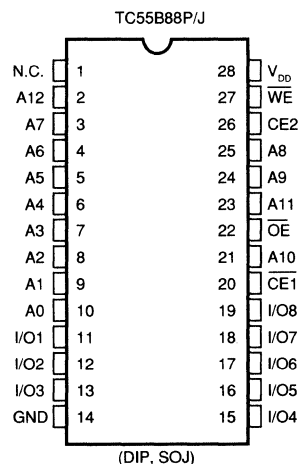 TC55B88P/J
N.C. 1 28 VDD
A12 2 27 WE
A7 3 26 CE2
A6 4 25 A8
A5 5 24 A9
A4 6 23 A11
A3 7 22 OE
A2 8 21 A10
A1 9 20 CE1
A0 10 19 I/O8
I/O1 11 18 I/O7
I/O2 12 17 I/O6
I/O3 13 16 I/O5
GND 14 15 I/O4
(DIP, SOJ)